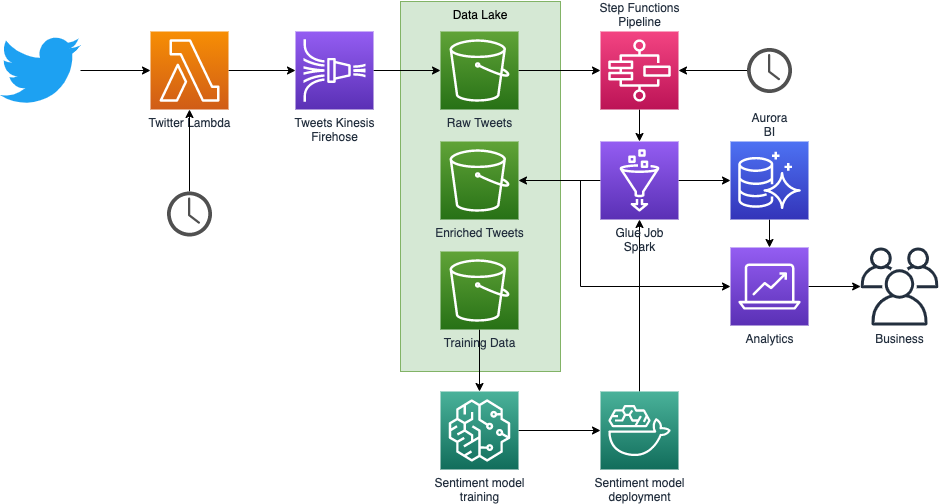 Data Lake
Step Functions
Pipeline
Twitter Lambda
Tweets Kinesis
Firehose
Raw Tweets
Aurora
BI
Enriched Tweets
Glue Job
Spark
Training Data
Analytics
Business
Sentiment model
training
Sentiment model
deployment